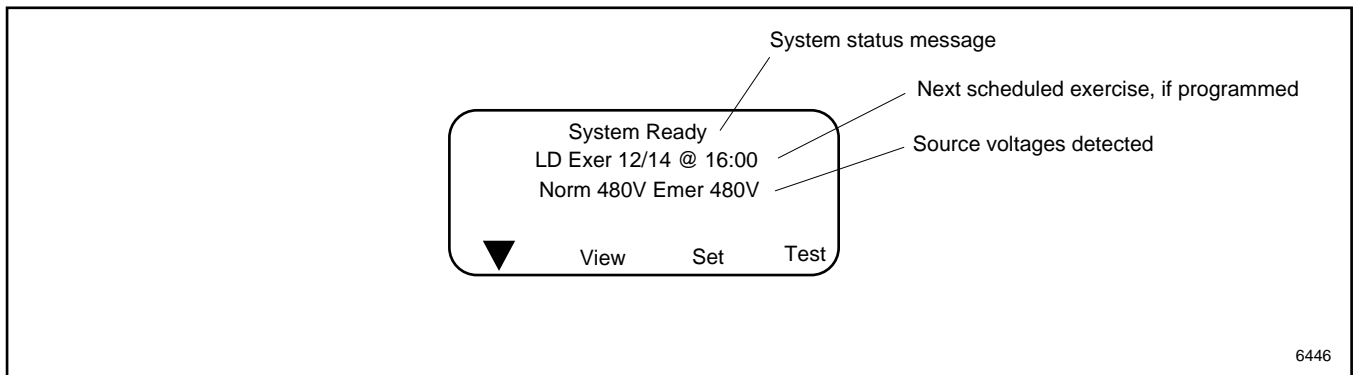 System status message
Next scheduled exercise, if programmed
Source voltages detected
System Ready
LD Exer 12/14 @ 16:00
Norm 480V Emer 480V
View Set Test
6446